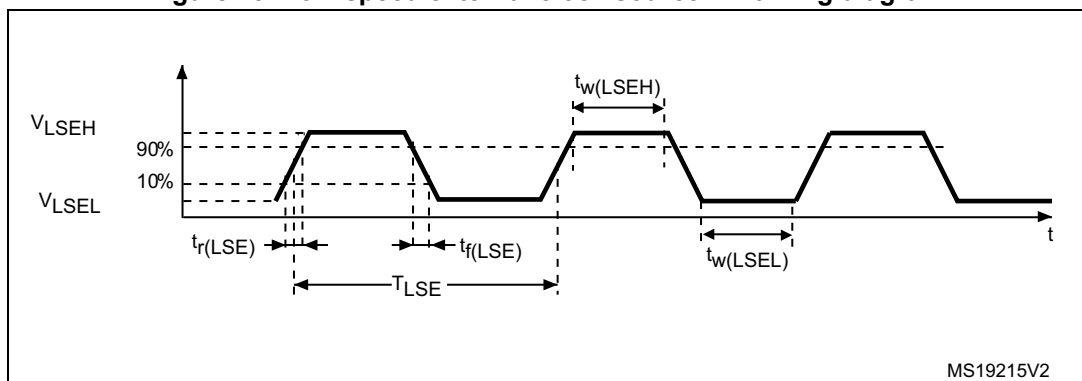 t_w(LSEH)
V_LSEH
90%
10%
V_LSEL
t_r(LSE)
t_f(LSE)
t
t_w(LSEL)
T_LSE
MS19215V2